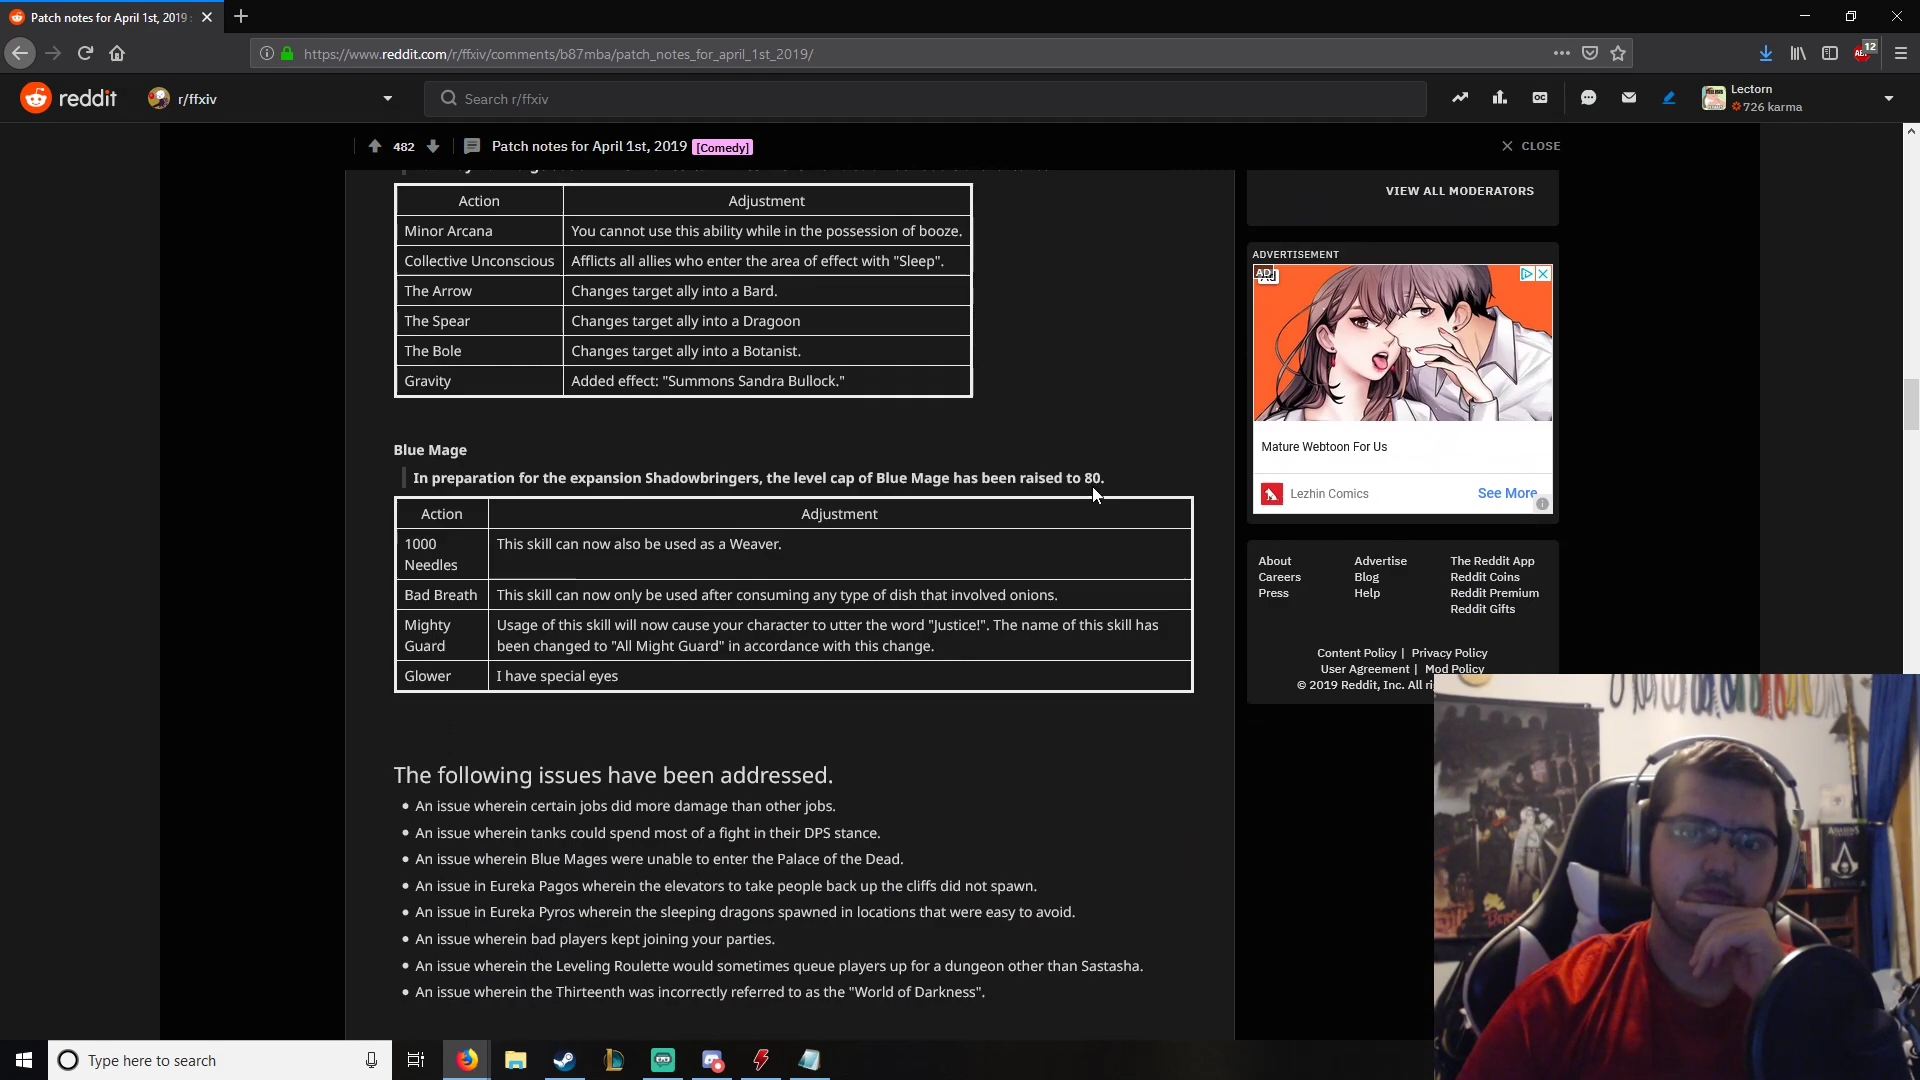 Patch notes for April 1st, 2019
https://www.reddit.com/r/ffxiv/comments/b87mba/patch_notes_for_april_1st_2019/
12
reddit
r/ffxiv
Search r/ffxiv
Lectorn
726 karma
482
Patch notes for April 1st, 2019 [Comedy]
CLOSE
VIEW ALL MODERATORS
Action Adjustment
Minor Arcana You cannot use this ability while in the possession of booze.
Collective Unconscious Afflicts all allies who enter the area of effect with "Sleep".
The Arrow Changes target ally into a Bard.
The Spear Changes target ally into a Dragoon
The Bole Changes target ally into a Botanist.
Gravity Added effect: "Summons Sandra Bullock."
Blue Mage
In preparation for the expansion Shadowbringers, the level cap of Blue Mage has been raised to 80.
Action Adjustment
1000 Needles This skill can now also be used as a Weaver.
Bad Breath This skill can now only be used after consuming any type of dish that involved onions.
Mighty Usage of this skill will now cause your character to utter the word "Justice!". The name of this skill has
Guard been changed to "All Might Guard" in accordance with this change.
Glower I have special eyes
The following issues have been addressed.
An issue wherein certain jobs did more damage than other jobs.
An issue wherein tanks could spend most of a fight in their DPS stance.
An issue wherein Blue Mages were unable to enter the Palace of the Dead.
An issue in Eureka Pagos wherein the elevators to take people back up the cliffs did not spawn.
An issue in Eureka Pyros wherein the sleeping dragons spawned in locations that were easy to avoid.
An issue wherein bad players kept joining your parties.
An issue wherein the Leveling Roulette would sometimes queue players up for a dungeon other than Sastasha.
An issue wherein the Thirteenth was incorrectly referred to as the "World of Darkness".
ADVERTISEMENT
Ad
Mature Webtoon For Us
Lezhin Comics See More
About Advertise The Reddit App
Careers Blog Reddit Coins
Press Help Reddit Premium
Reddit Gifts
Content Policy | Privacy Policy
User Agreement | Mod Policy
© 2019 Reddit, Inc. All ri
Type here to search